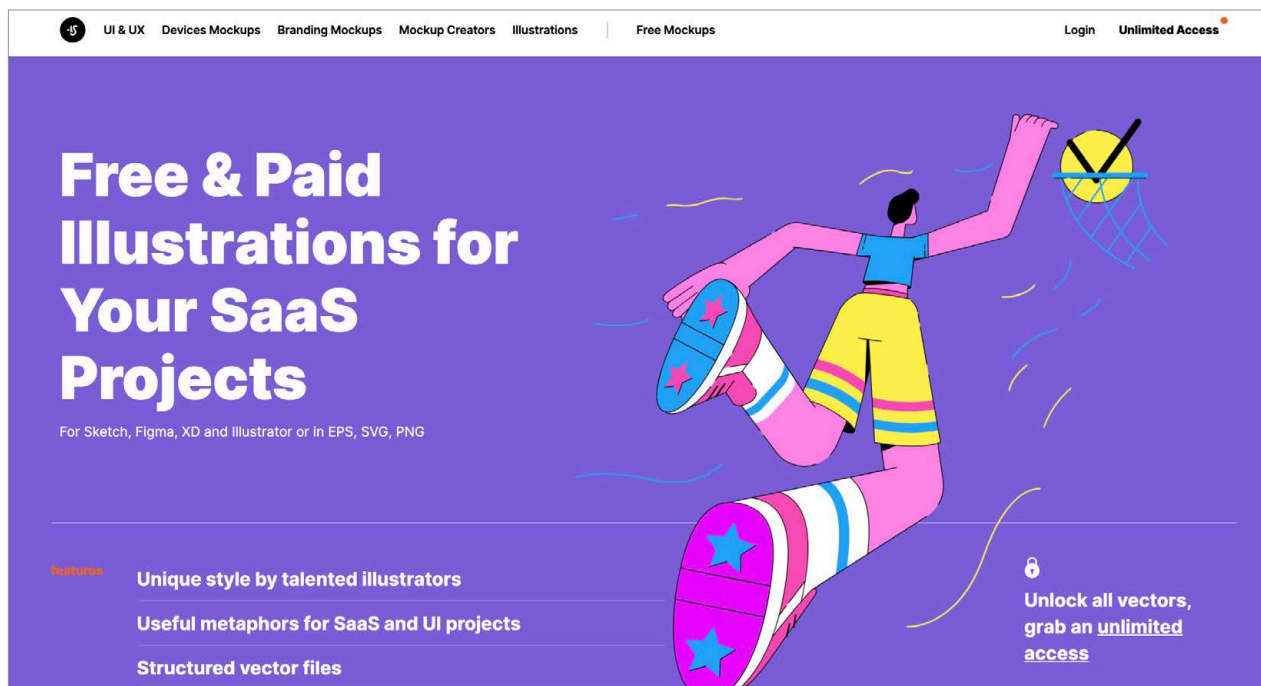 UI & UX Devices Mockups Branding Mockups Mockup Creators Illustrations Free Mockups Login Unlimited Access
Free & Paid
Illustrations for
Your SaaS
Projects
For Sketch, Figma, XD and Illustrator or in EPS, SVG, PNG
features
Unique style by talented illustrators
Useful metaphors for SaaS and UI projects
Structured vector files
Unlock all vectors,
grab an unlimited
access